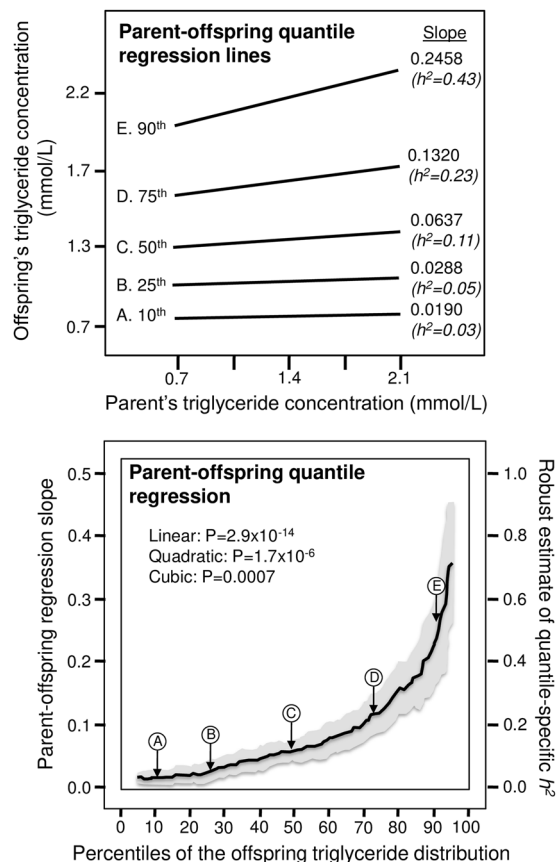 Parent-offspring quantile
regression lines
Slope
0.2458
(h²=0.43)
0.1320
(h²=0.23)
0.0637
(h²=0.11)
0.0288
(h²=0.05)
0.0190
(h²=0.03)
E. 90th
D. 75th
C. 50th
B. 25th
A. 10th
Offspring's triglyceride concentration
(mmol/L)
2.2
1.7
1.3
0.7
0.7 1.4 2.1
Parent's triglyceride concentration (mmol/L)
Parent-offspring quantile
regression
Linear: P=2.9x10⁻¹⁴
Quadratic: P=1.7x10⁻⁶
Cubic: P=0.0007
Parent-offspring regression slope
0.5
0.4
0.3
0.2
0.1
0.0
A
B
C
D
E
1.0
0.8
0.6
0.4
0.2
0.0
Robust estimate of
quantile-specific h²
0 10 20 30 40 50 60 70 80 90 100
Percentiles of the offspring triglyceride distribution